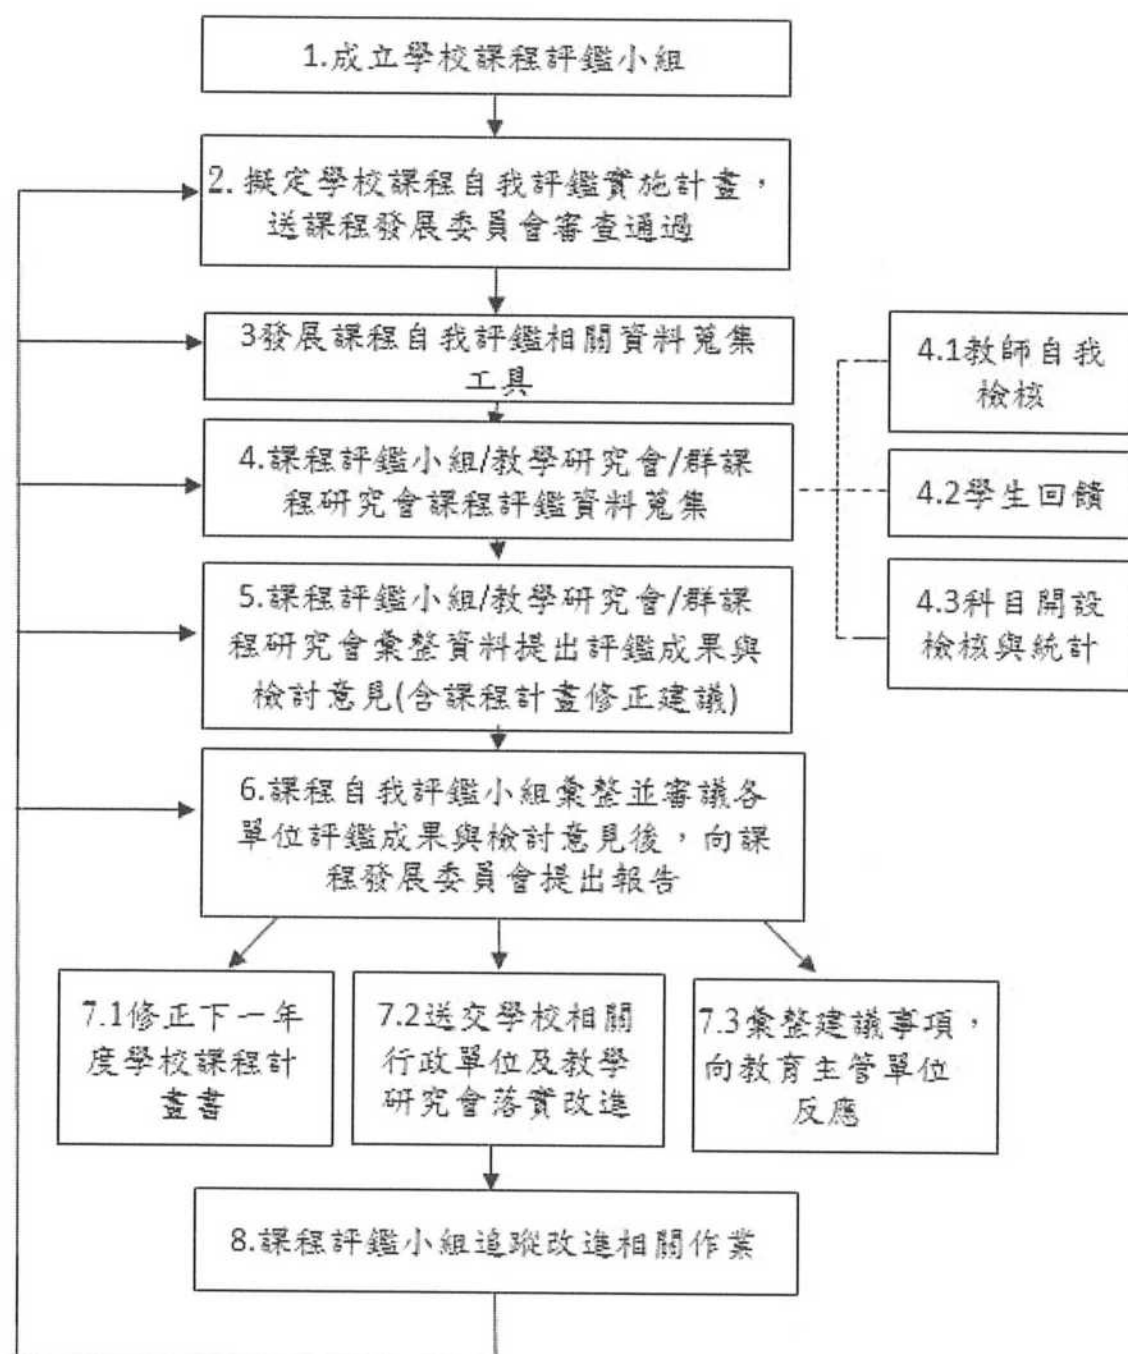 1.成立學校課程評鑑小組
2. 擬定學校課程自我評鑑實施計畫，
送課程發展委員會審查通過
3發展課程自我評鑑相關資料蒐集
工具
4.課程評鑑小組/教學研究會/群課
程研究會課程評鑑資料蒐集
4.1教師自我
檢核
4.2學生回饋
4.3科目開設
檢核與統計
5.課程評鑑小組/教學研究會/群課
程研究會彙整資料提出評鑑成果與
檢討意見(含課程計畫修正建議)
6.課程自我評鑑小組彙整並審議各
單位評鑑成果與檢討意見後，向課
程發展委員會提出報告
7.1修正下一年
度學校課程計
畫書
7.2送交學校相關
行政單位及教學
研究會落實改進
7.3彙整建議事項，
向教育主管單位
反應
8.課程評鑑小組追蹤改進相關作業